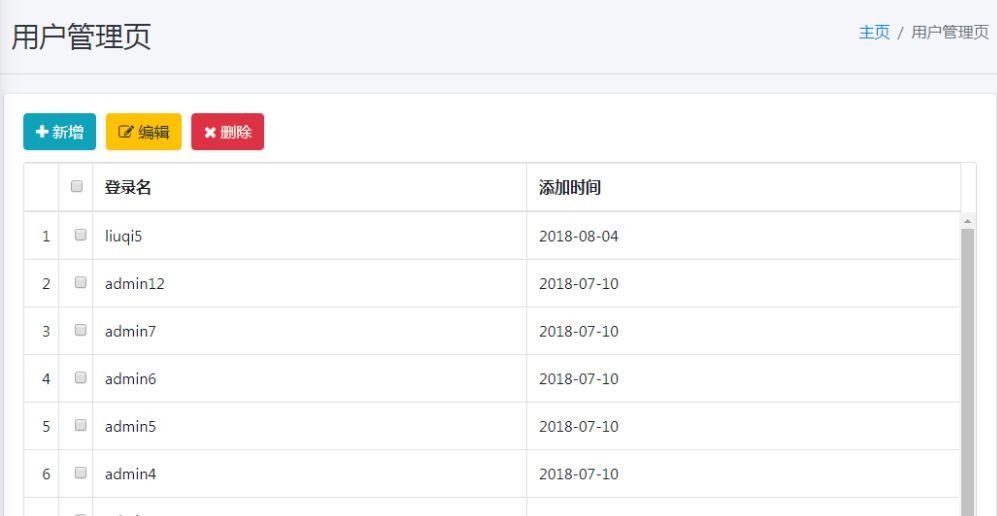 用户管理页
主页 / 用户管理页
新增 编辑 删除
登录名 添加时间
1 liuqi5 2018-08-04
2 admin12 2018-07-10
3 admin7 2018-07-10
4 admin6 2018-07-10
5 admin5 2018-07-10
6 admin4 2018-07-10